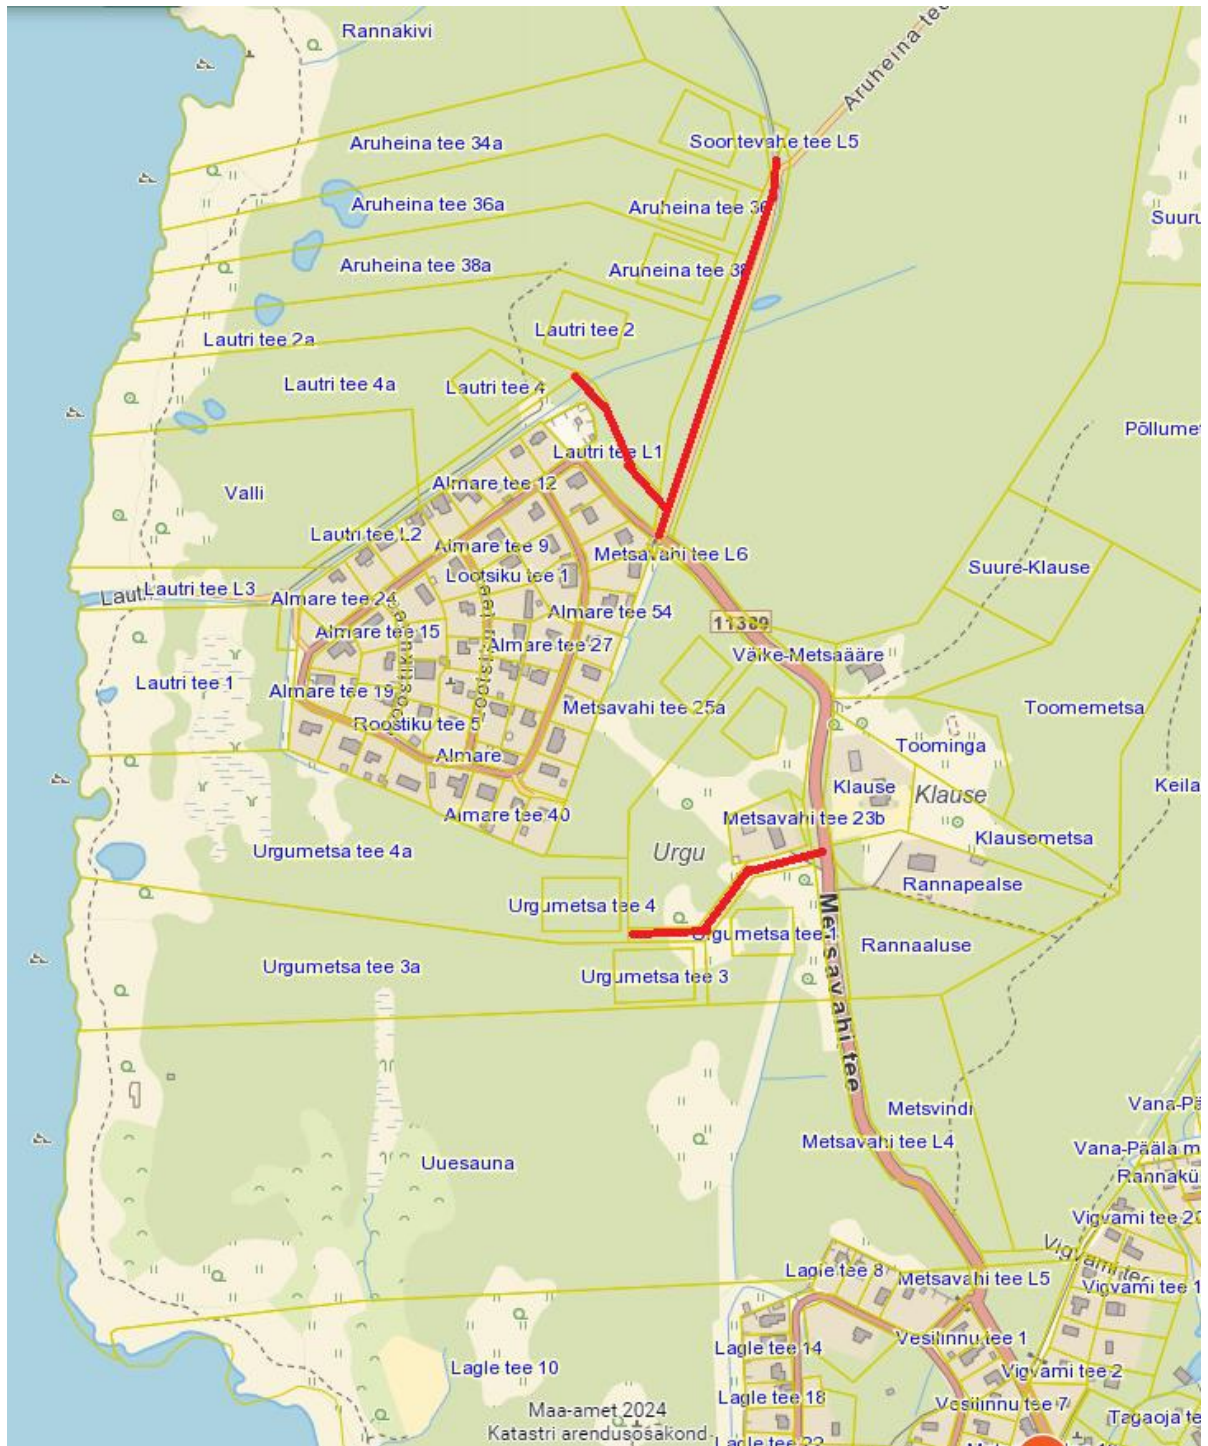 Rannakivi
Aruheina tee
Soontevahe tee L5
Aruheina tee 34a
Aruheina tee 36a
Aruheina tee 36
Aruheina tee 38a
Aruheina tee 38
Lautri tee 2a
Lautri tee 2
Lautri tee 4a
Lautri tee 4
Lautri tee L1
Valli
Almare tee 12
Lautri tee L2
Almare tee 9
Metsavahi tee L6
Lootsiku tee 1
Suure-Klause
Lautri tee L3
Almare tee 24
Almare tee 54
11389
Almare tee 15
Almare tee 27
Väike-Metsaääre
Lautri tee 1
Almare tee 19
Metsavahi tee 25a
Toomemetsa
Roostiku tee 5
Almare
Toominga
Klause
Klause
Keila
Almare tee 40
Metsavahi tee 23b
Klausemetsa
Urgumetsa tee 4a
Urgu
Rannapealse
Urgumetsa tee 4
Urgumetsa tee 1
Rannaaluse
Urgumetsa tee 3a
Urgumetsa tee 3
Metsavahi tee
Metsvindi
Metsavahi tee L4
Uuesauna
Vigvami tee
Lagle tee 8
Metsavahi tee L5
Vigvami tee 1
Lagle tee 14
Vesilinnu tee 1
Lagle tee 10
Vigvami tee 2
Lagle tee 18
Vesilinnu tee 7
Maa-amet 2024
Katastri arendusosakond
Lagle tee 22